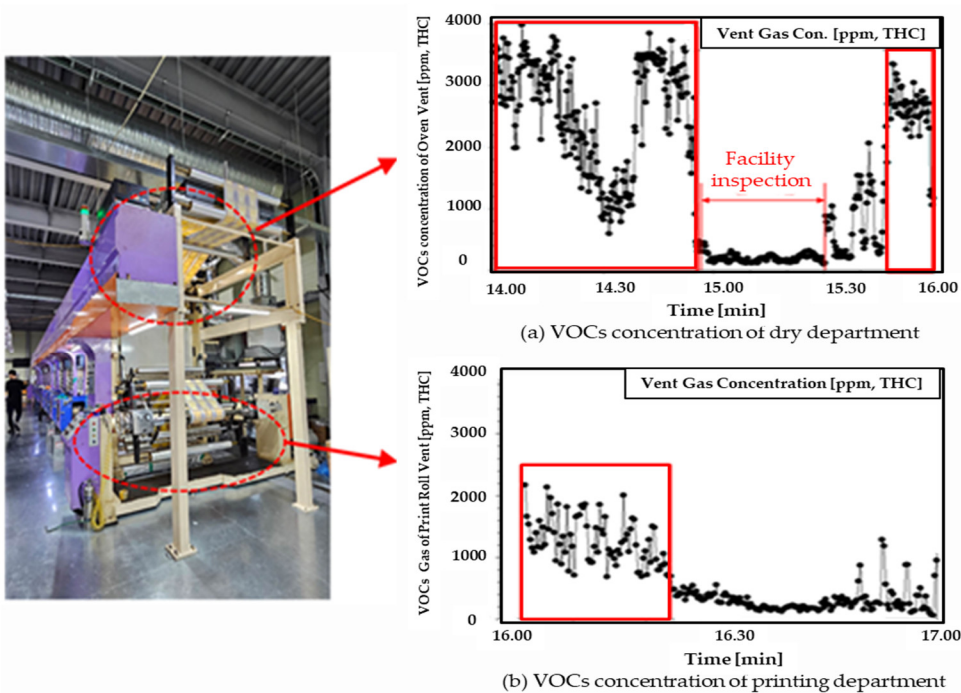 4000
Vent Gas Con. [ppm, THC]
3000
2000
1000
0
VOCs concentration of Oven Vent [ppm, THC]
Facility
inspection
14.00
14.30
15.00
15.30
16.00
Time [min]
(a) VOCs concentration of dry department
4000
Vent Gas Concentration [ppm, THC]
3000
2000
1000
0
VOCs Gas of Print Roll Vent [ppm, THC]
16.00
16.30
17.00
Time [min]
(b) VOCs concentration of printing department